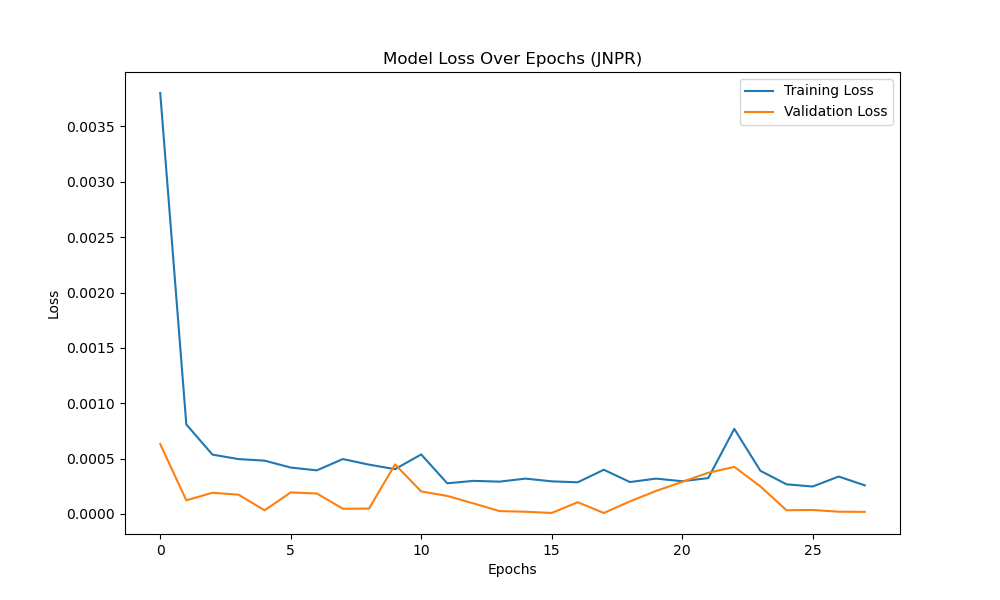 Model Loss Over Epochs (JNPR)
Training Loss
Validation Loss
0.0035
0.0030
0.0025
0.0020
0.0015
0.0010
0.0005
0.0000
Loss
0 5 10 15 20 25
Epochs